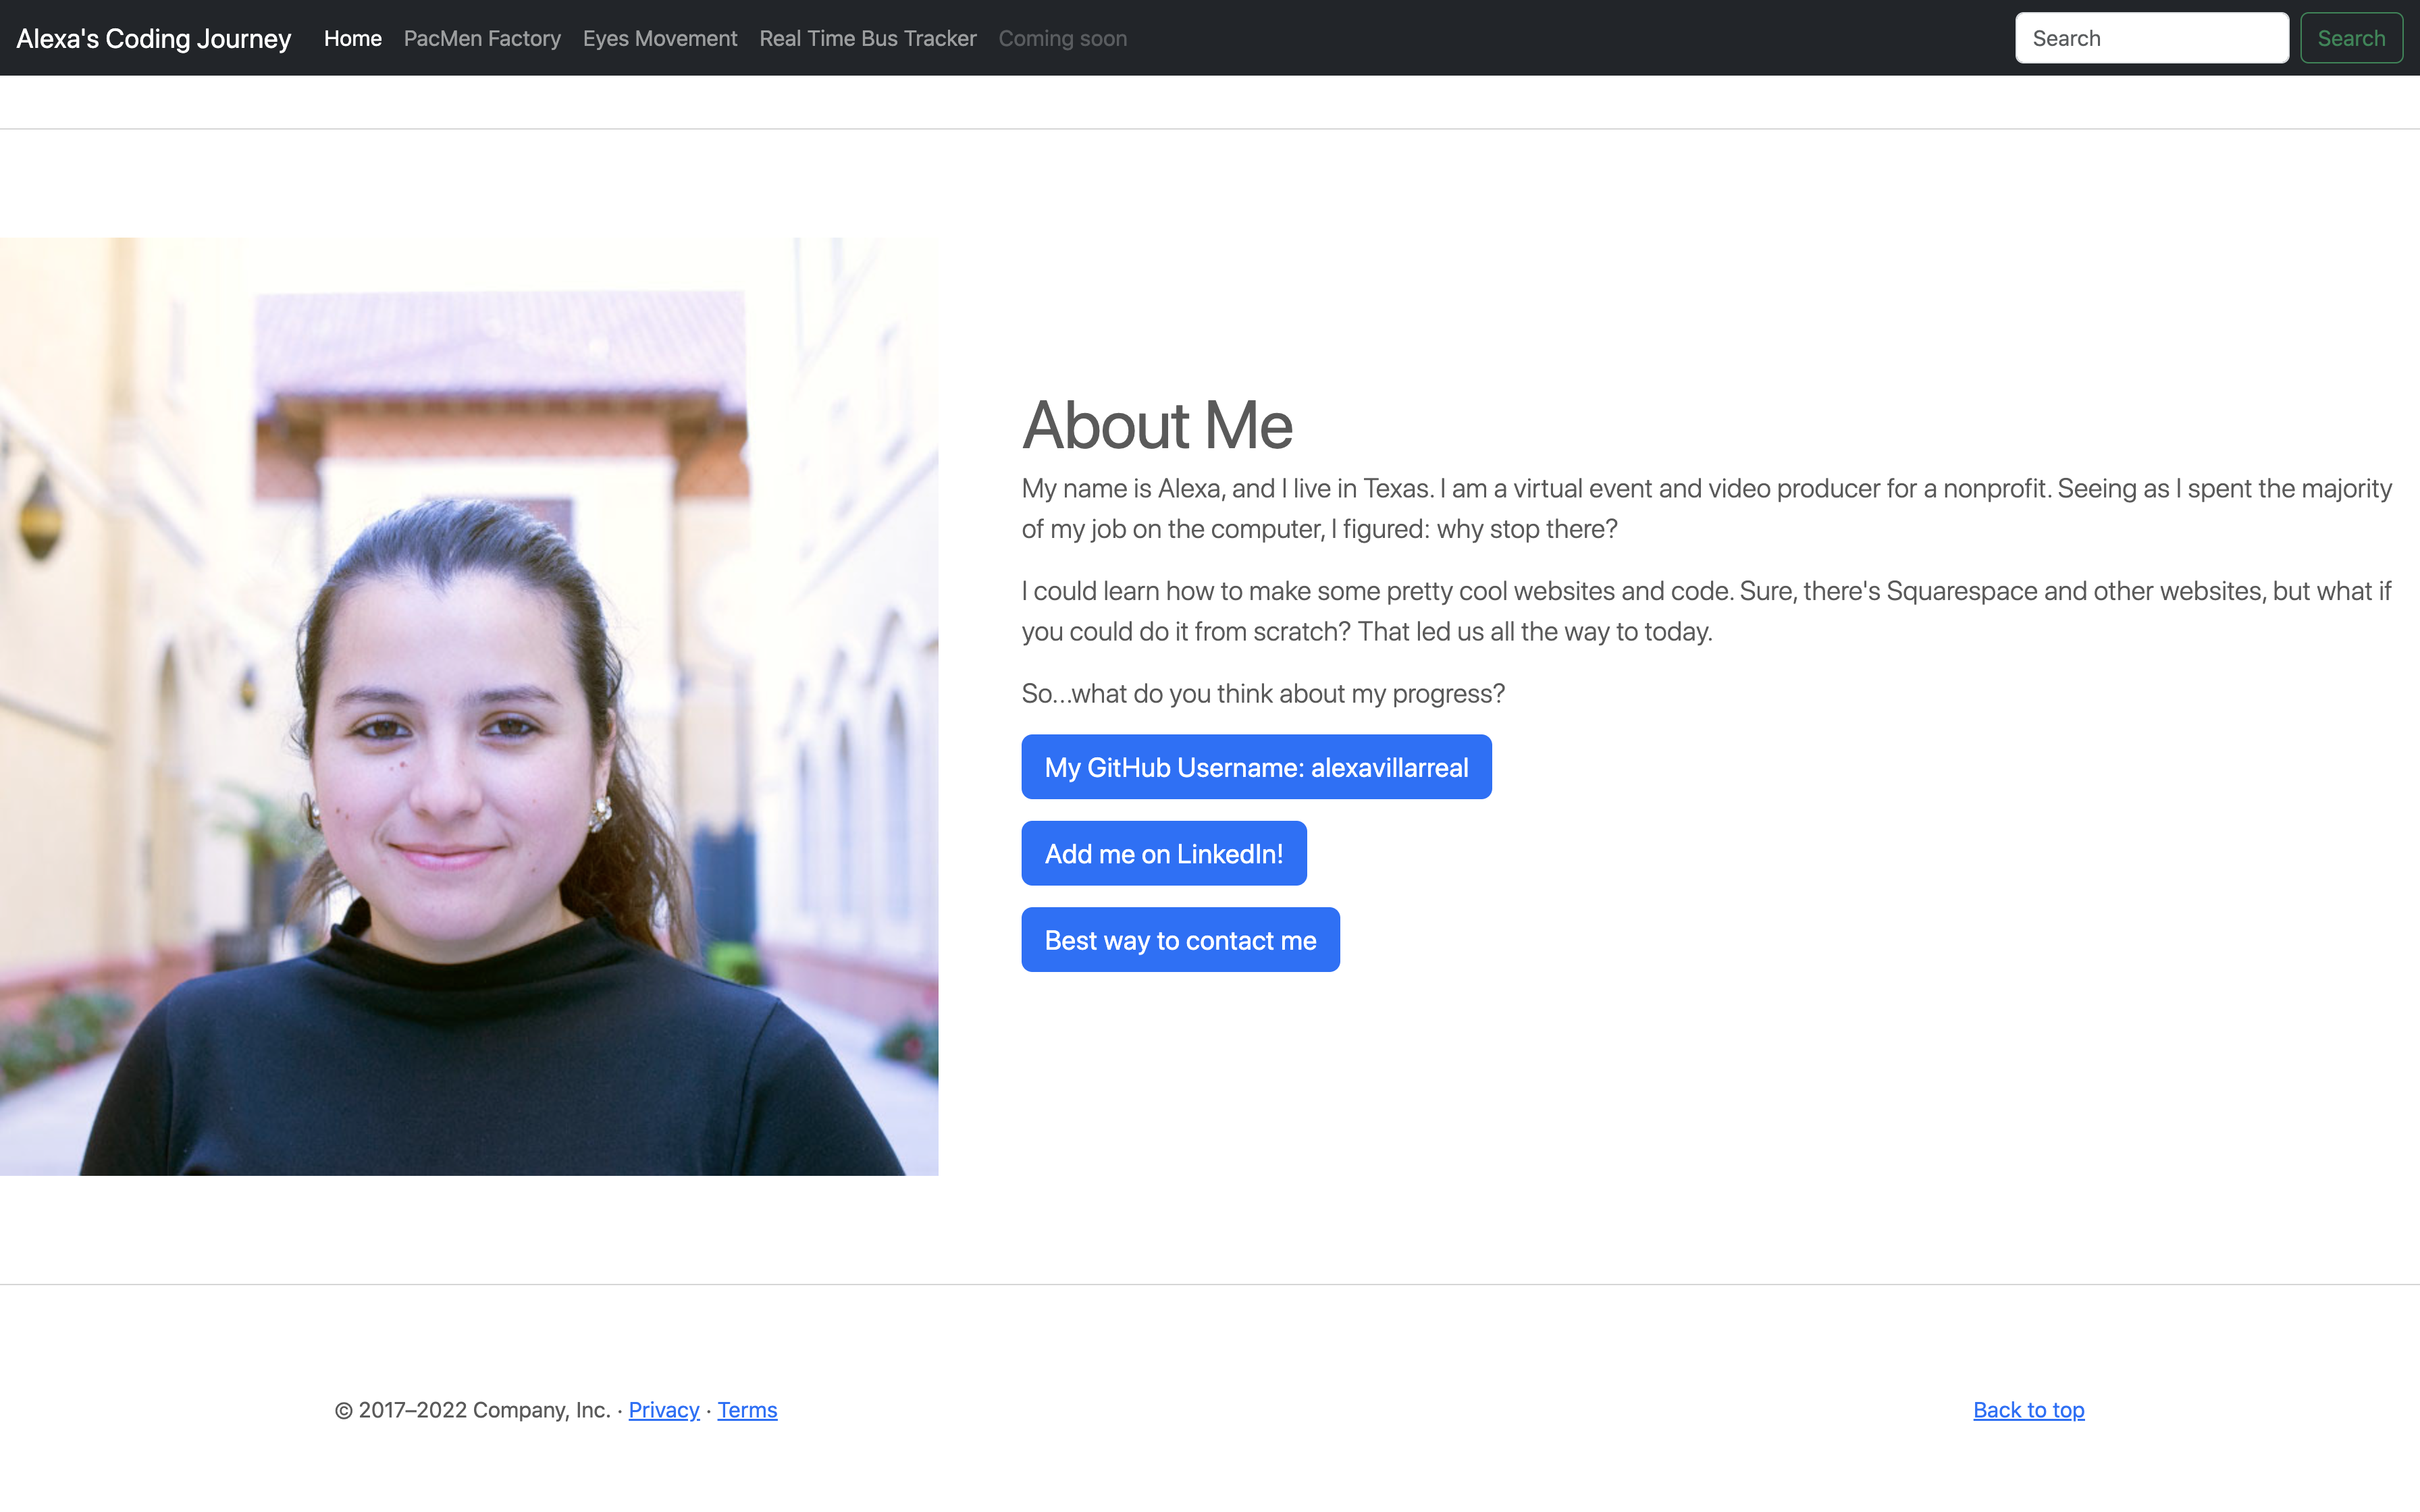 Alexa's Coding Journey Home PacMen Factory Eyes Movement Real Time Bus Tracker Coming soon Search Search
About Me
My name is Alexa, and I live in Texas. I am a virtual event and video producer for a nonprofit. Seeing as I spent the majority
of my job on the computer, I figured: why stop there?
I could learn how to make some pretty cool websites and code. Sure, there's Squarespace and other websites, but what if
you could do it from scratch? That led us all the way to today.
So...what do you think about my progress?
My GitHub Username: alexavillarreal
Add me on LinkedIn!
Best way to contact me
© 2017–2022 Company, Inc. · Privacy · Terms Back to top